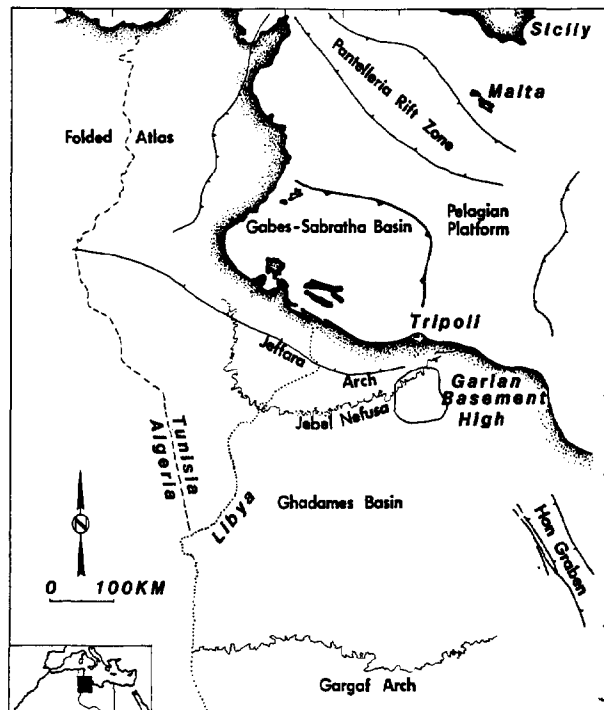 Sicily
Pantelleria Rift Zone
Malta
Folded Atlas
Gabes-Sabratha Basin
Pelagian
Platform
Tripoli
Jeffara
Arch
Garian
Basement
High
Jebel Nefusa
Tunisia
Algeria
Libya
Ghadames Basin
Hon Graben
N
0 100KM
Gargaf Arch